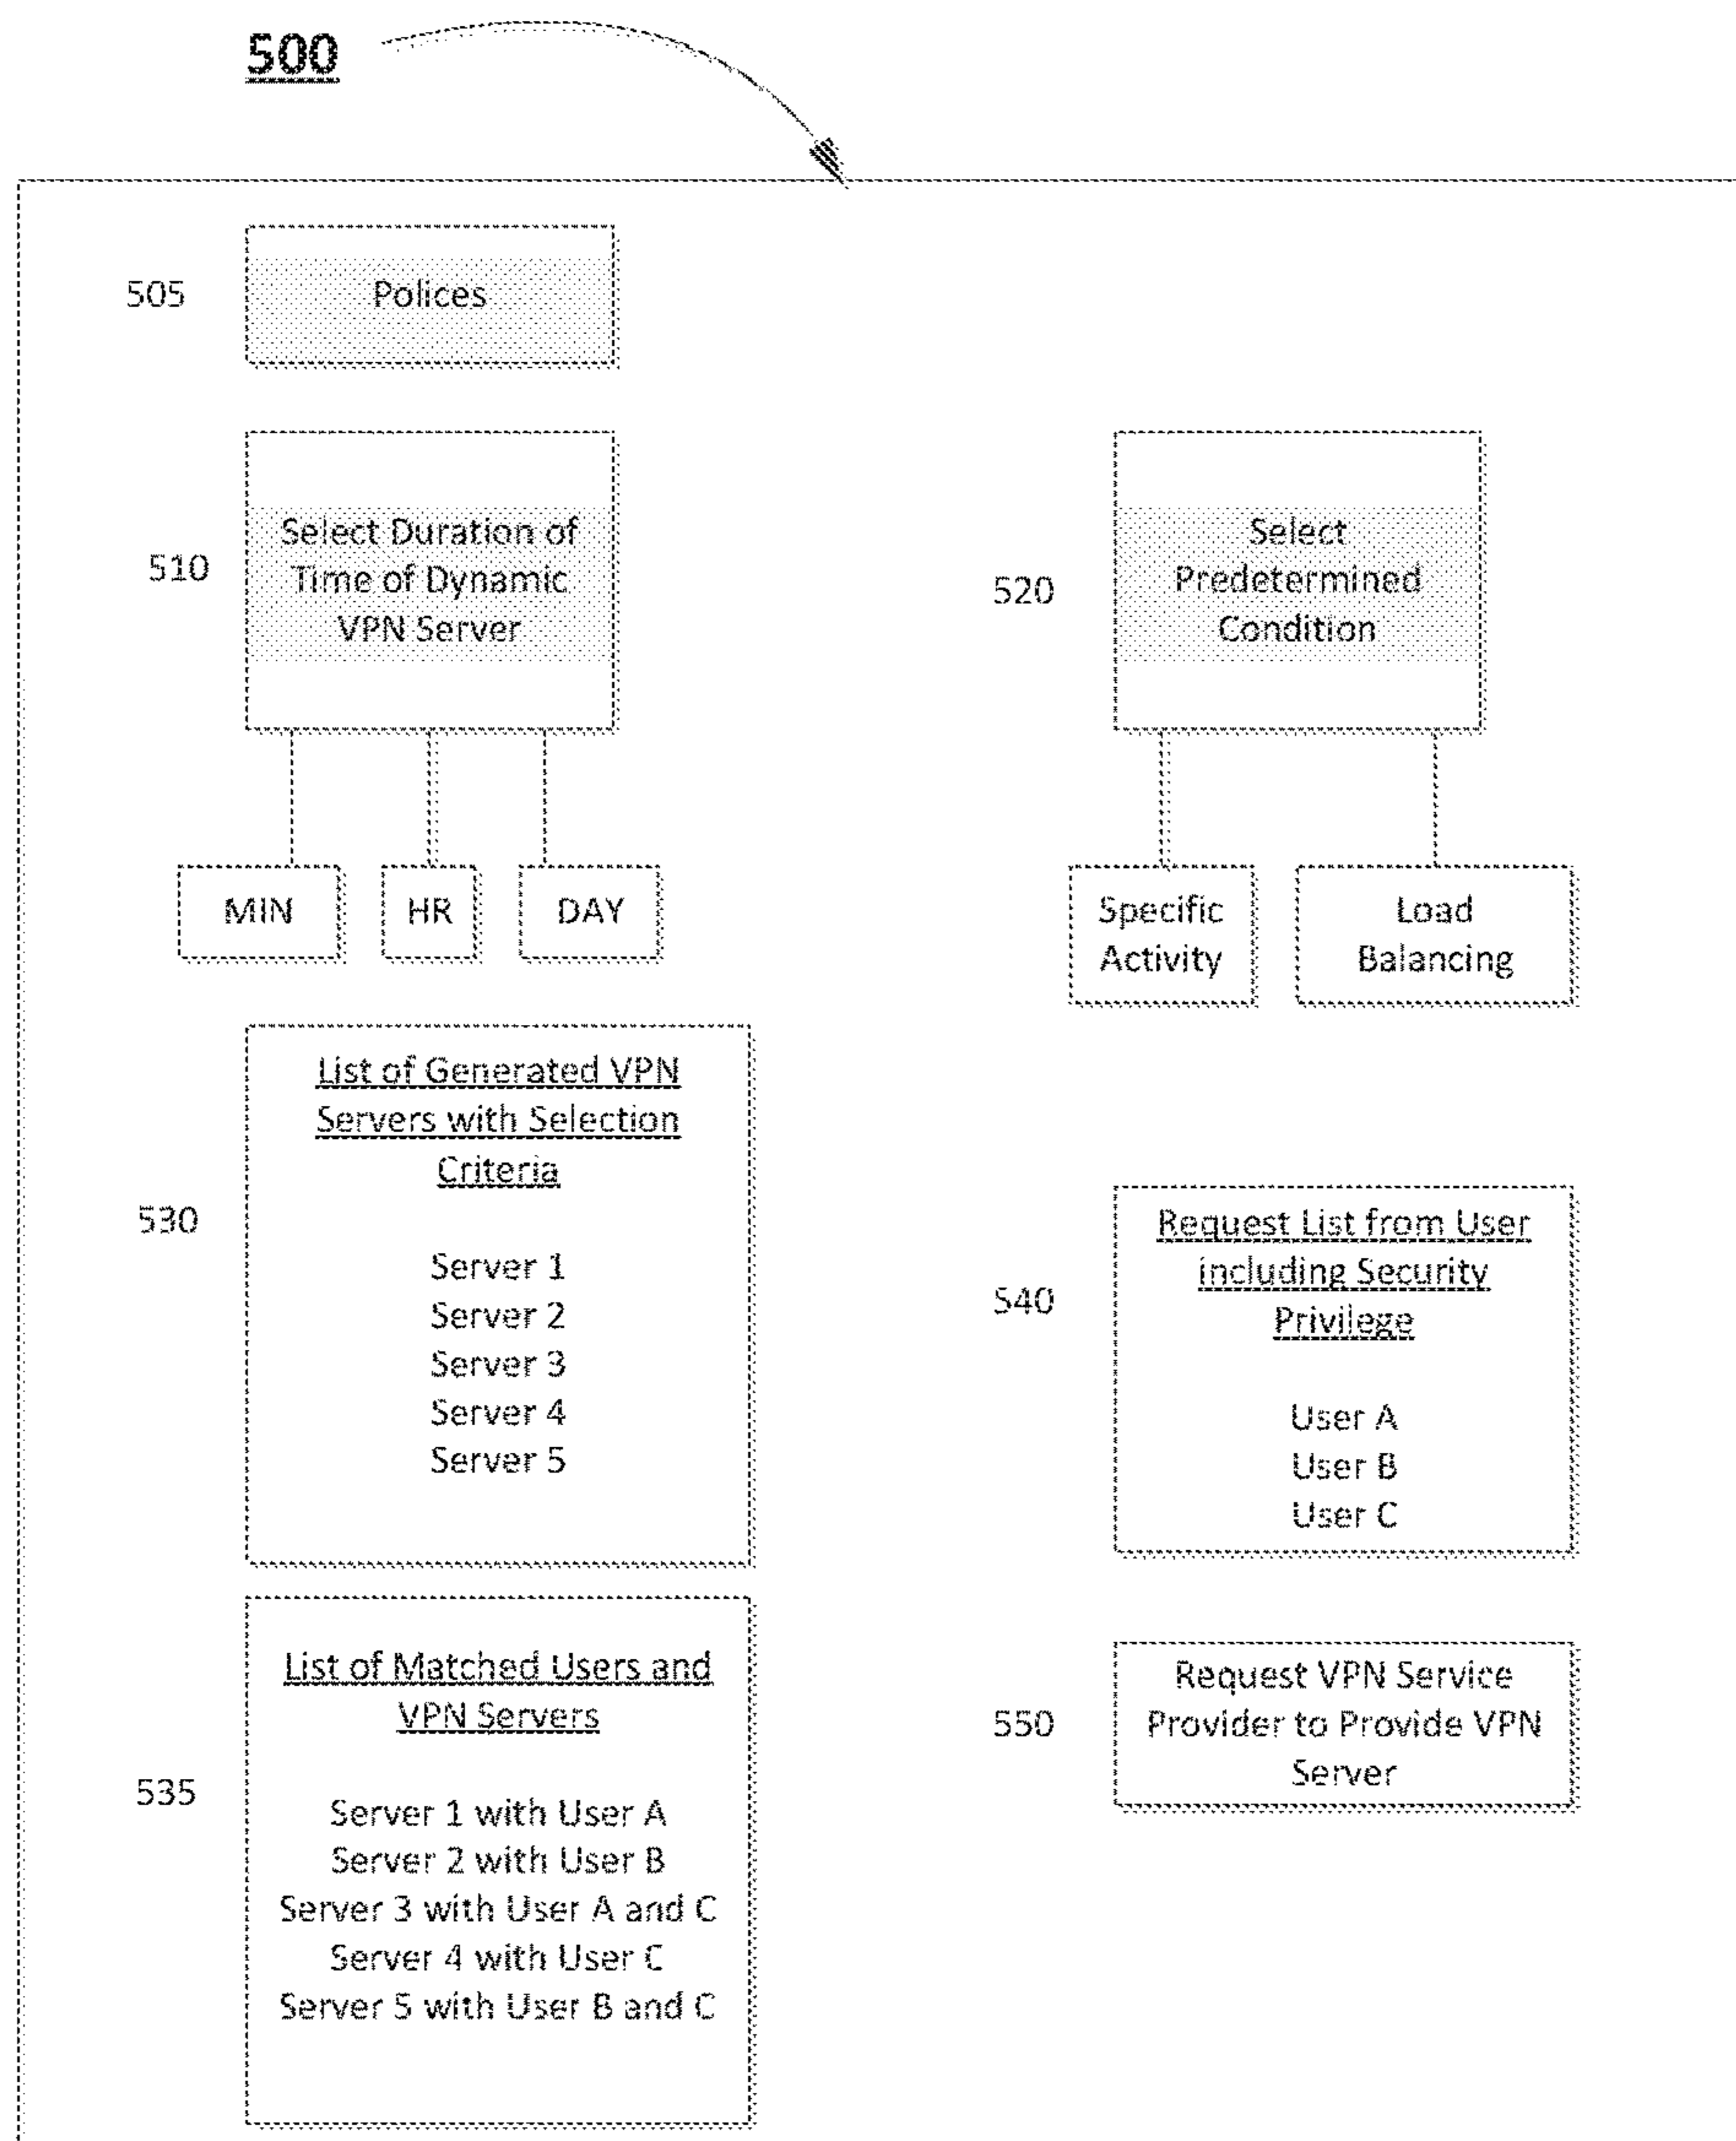 500
505
Polices
510
Select Duration of
Time of Dynamic
VPN Server
520
Select
Predetermined
Condition
MIN
HR
DAY
Specific
Activity
Load
Balancing
530
List of Generated VPN
Servers with Selection
Criteria
Server 1
Server 2
Server 3
Server 4
Server 5
540
Request List from User
including Security
Privilege
User A
User B
User C
535
List of Matched Users and
VPN Servers
Server 1 with User A
Server 2 with User B
Server 3 with User A and C
Server 4 with User C
Server 5 with User B and C
550
Request VPN Service
Provider to Provide VPN
Server